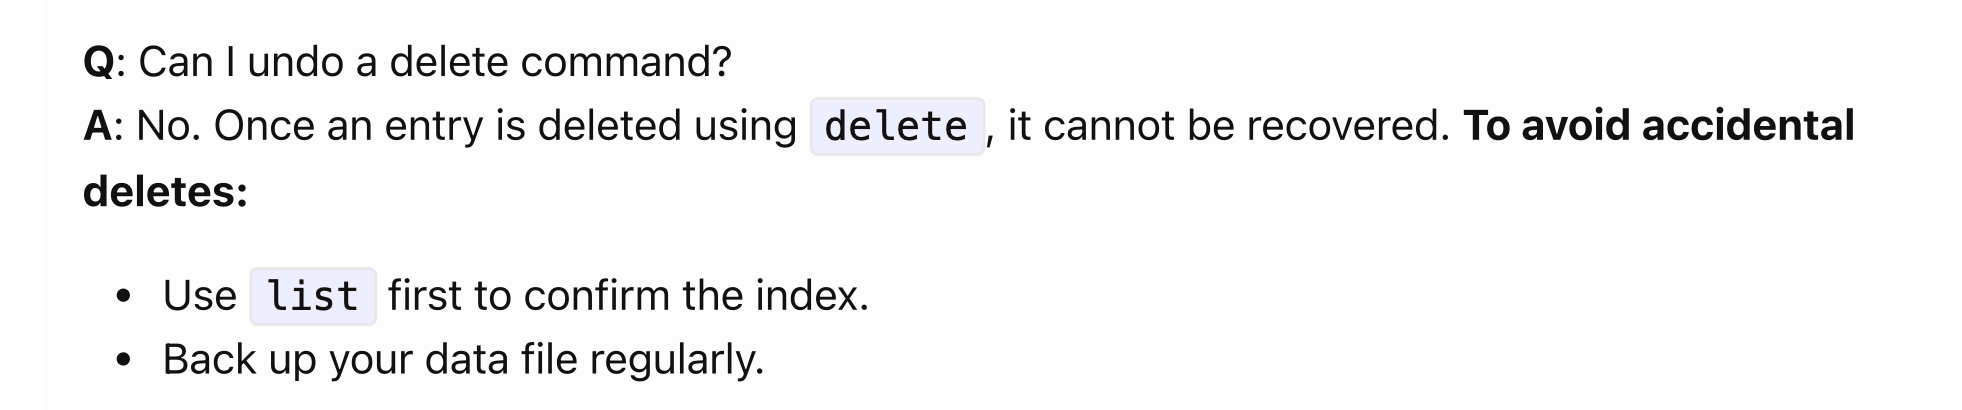 Q: Can I undo a delete command?
A: No. Once an entry is deleted using delete, it cannot be recovered. To avoid accidental
deletes:
• Use list first to confirm the index.
• Back up your data file regularly.